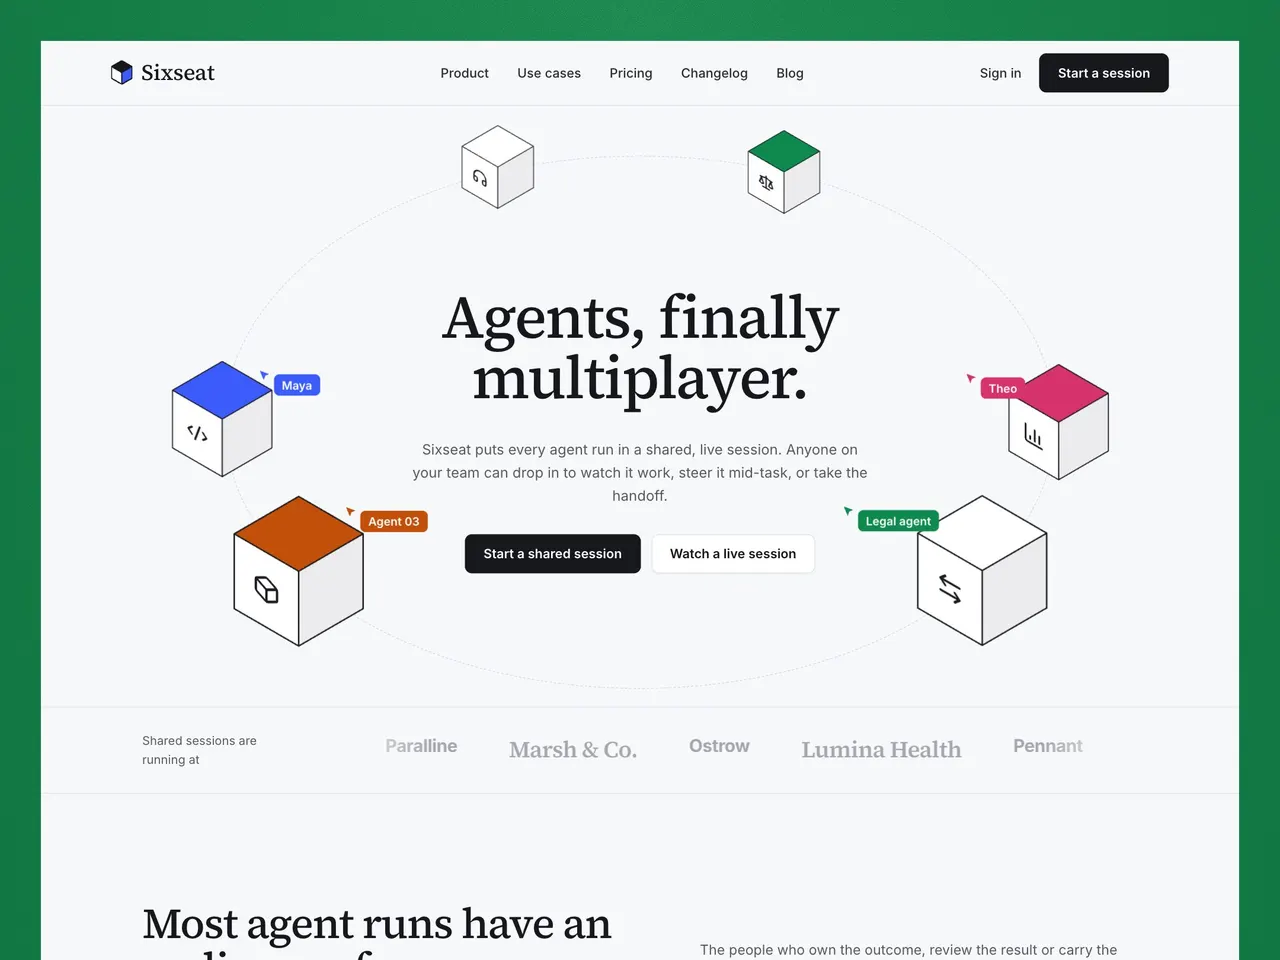 Sixseat
Product
Use cases
Pricing
Changelog
Blog
Sign in
Start a session
Agents, finally
multiplayer.
Maya
Theo
Sixseat puts every agent run in a shared, live session. Anyone on
your team can drop in to watch it work, steer it mid-task, or take the
handoff.
Agent 03
Legal agent
Start a shared session
Watch a live session
Shared sessions are
running at
Paralline
Marsh & Co.
Ostrow
Lumina Health
Pennant
Most agent runs have an
The people who own the outcome, review the result or carry the